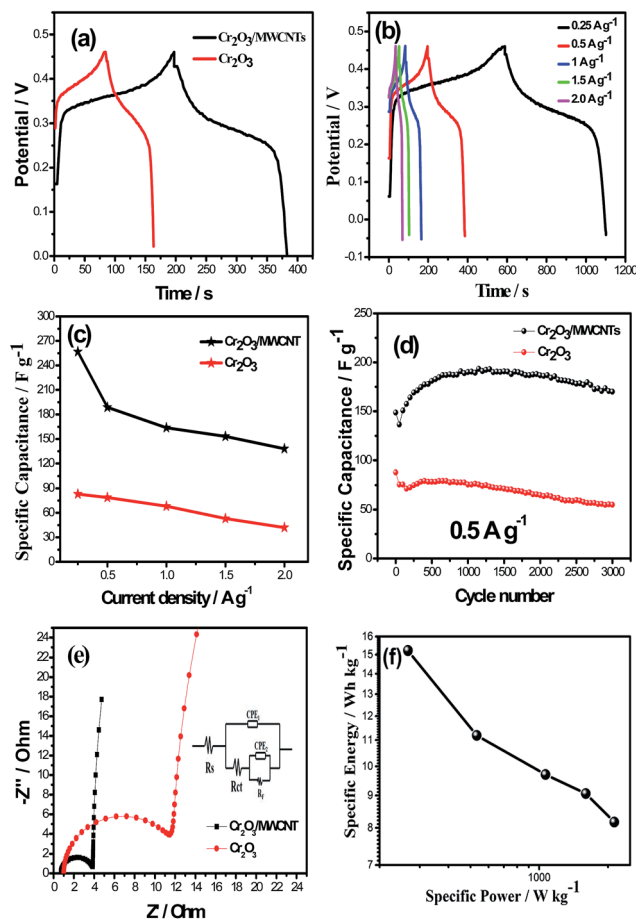 (a)
Cr2O3/MWCNTs
Cr2O3
Potential / V
0.5
0.4
0.3
0.2
0.1
0.0
0 50 100 150 200 250 300 350 400
Time / s
(b)
0.25 Ag-1
0.5 Ag-1
1 Ag-1
1.5 Ag-1
2.0 Ag-1
Potential / V
0.5
0.4
0.3
0.2
0.1
0.0
-0.1
0 200 400 600 800 1000 1200
Time / s
(c)
Cr2O3/MWCNT
Cr2O3
Specific Capacitance / F g-1
300
270
240
210
180
150
120
90
60
30
0
0.5 1.0 1.5 2.0
Current density / Ag-1
(d)
Cr2O3/MWCNTs
Cr2O3
Specific Capacitance / F g-1
250
200
150
100
50
0
0.5 Ag-1
0 500 1000 1500 2000 2500 3000
Cycle number
(e)
CPE1
CPE2
Rs
Rct
Rf
Cr2O3/MWCNT
Cr2O3
-Z'' / Ohm
24
22
20
18
16
14
12
10
8
6
4
2
0
0 2 4 6 8 10 12 14 16 18 20 22 24
Z' / Ohm
(f)
Specific Energy / Wh kg-1
16
15
14
13
12
11
10
9
8
7
1000
Specific Power / W kg-1